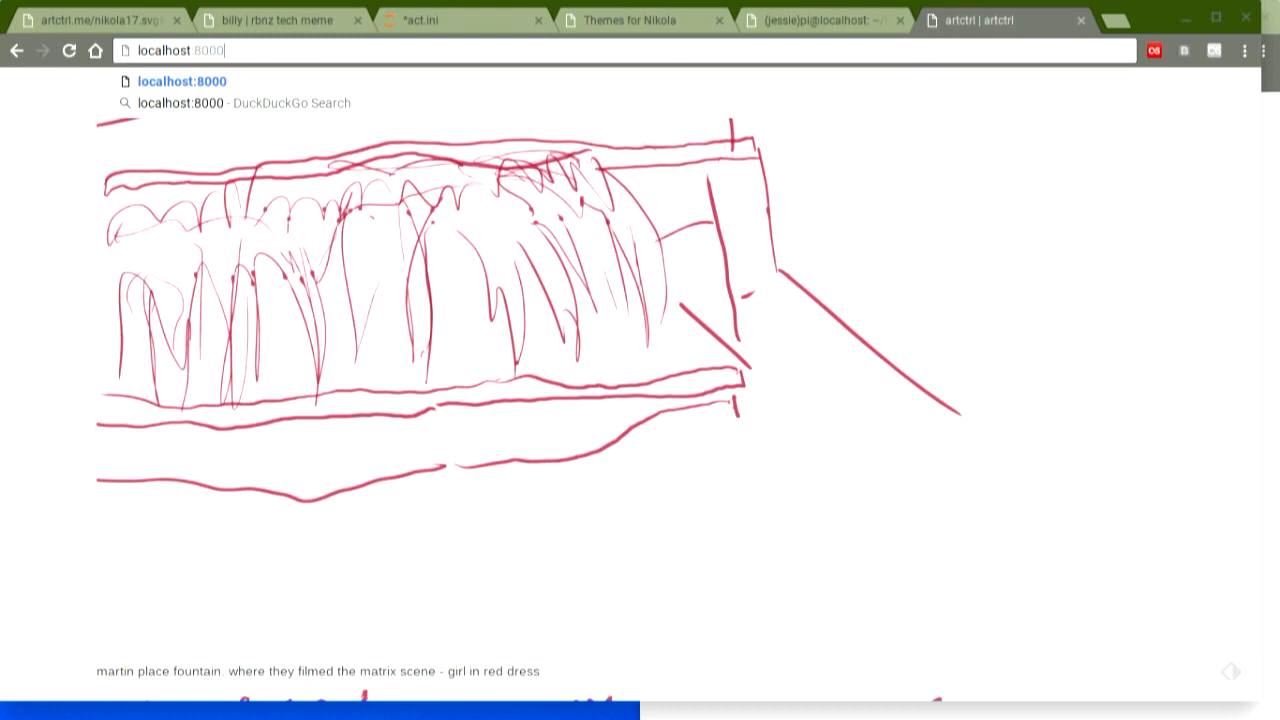 artctrl.me/nikola17.svg
billy | rbnz tech meme
*act.ini
Themes for Nikola
(jessie)pi@localhost: ~/
artctrl | artctrl
localhost:8000
localhost:8000
localhost:8000 - DuckDuckGo Search
martin place fountain. where they filmed the matrix scene - girl in red dress